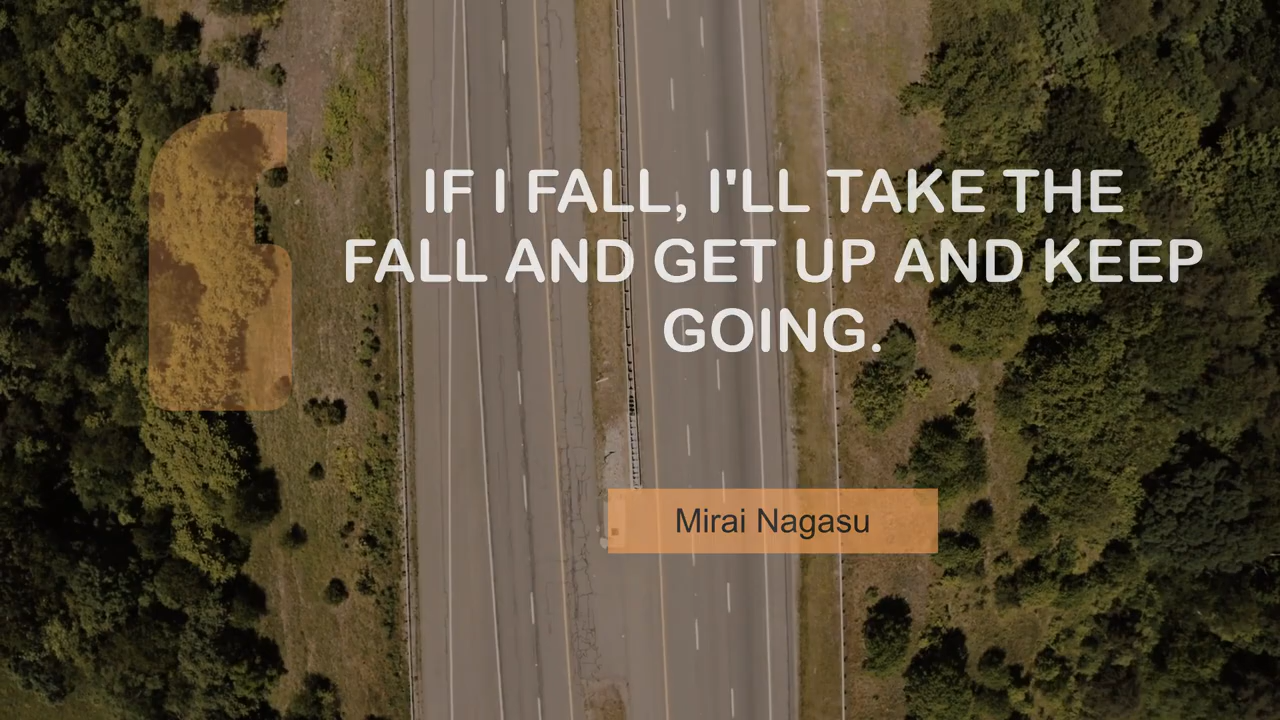 IF I FALL, I'LL TAKE THE
FALL AND GET UP AND KEEP
GOING.
Mirai Nagasu